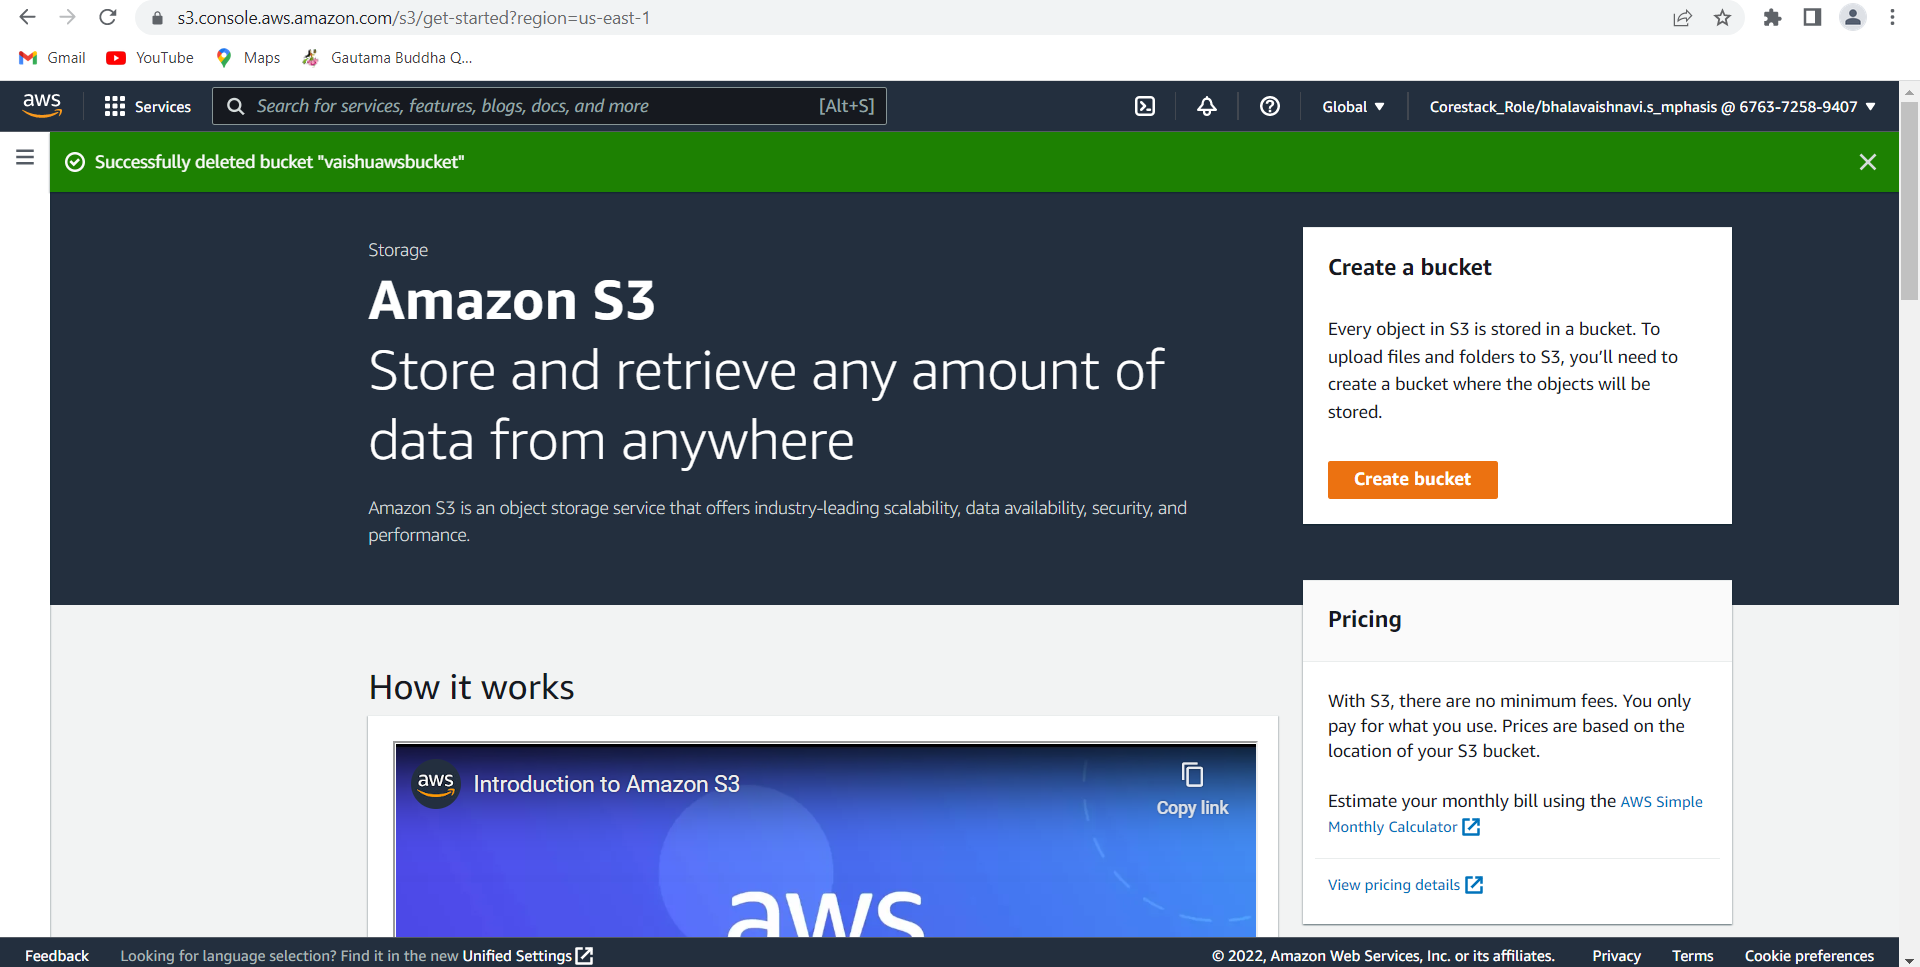 s3.console.aws.amazon.com/s3/get-started?region=us-east-1
Gmail YouTube Maps Gautama Buddha Q...
aws Services Search for services, features, blogs, docs, and more [Alt+S] Global ▼ Corestack_Role/bhalavaishnavi.s_mphasis @ 6763-7258-9407 ▼
Successfully deleted bucket "vaishuawsbucket"
Storage
Amazon S3
Store and retrieve any amount of
data from anywhere
Amazon S3 is an object storage service that offers industry-leading scalability, data availability, security, and
performance.
Create a bucket
Every object in S3 is stored in a bucket. To
upload files and folders to S3, you’ll need to
create a bucket where the objects will be
stored.
Create bucket
Pricing
With S3, there are no minimum fees. You only
pay for what you use. Prices are based on the
location of your S3 bucket.
Estimate your monthly bill using the AWS Simple
Monthly Calculator
View pricing details
How it works
aws Introduction to Amazon S3
Copy link
aws
Feedback Looking for language selection? Find it in the new Unified Settings © 2022, Amazon Web Services, Inc. or its affiliates. Privacy Terms Cookie preferences